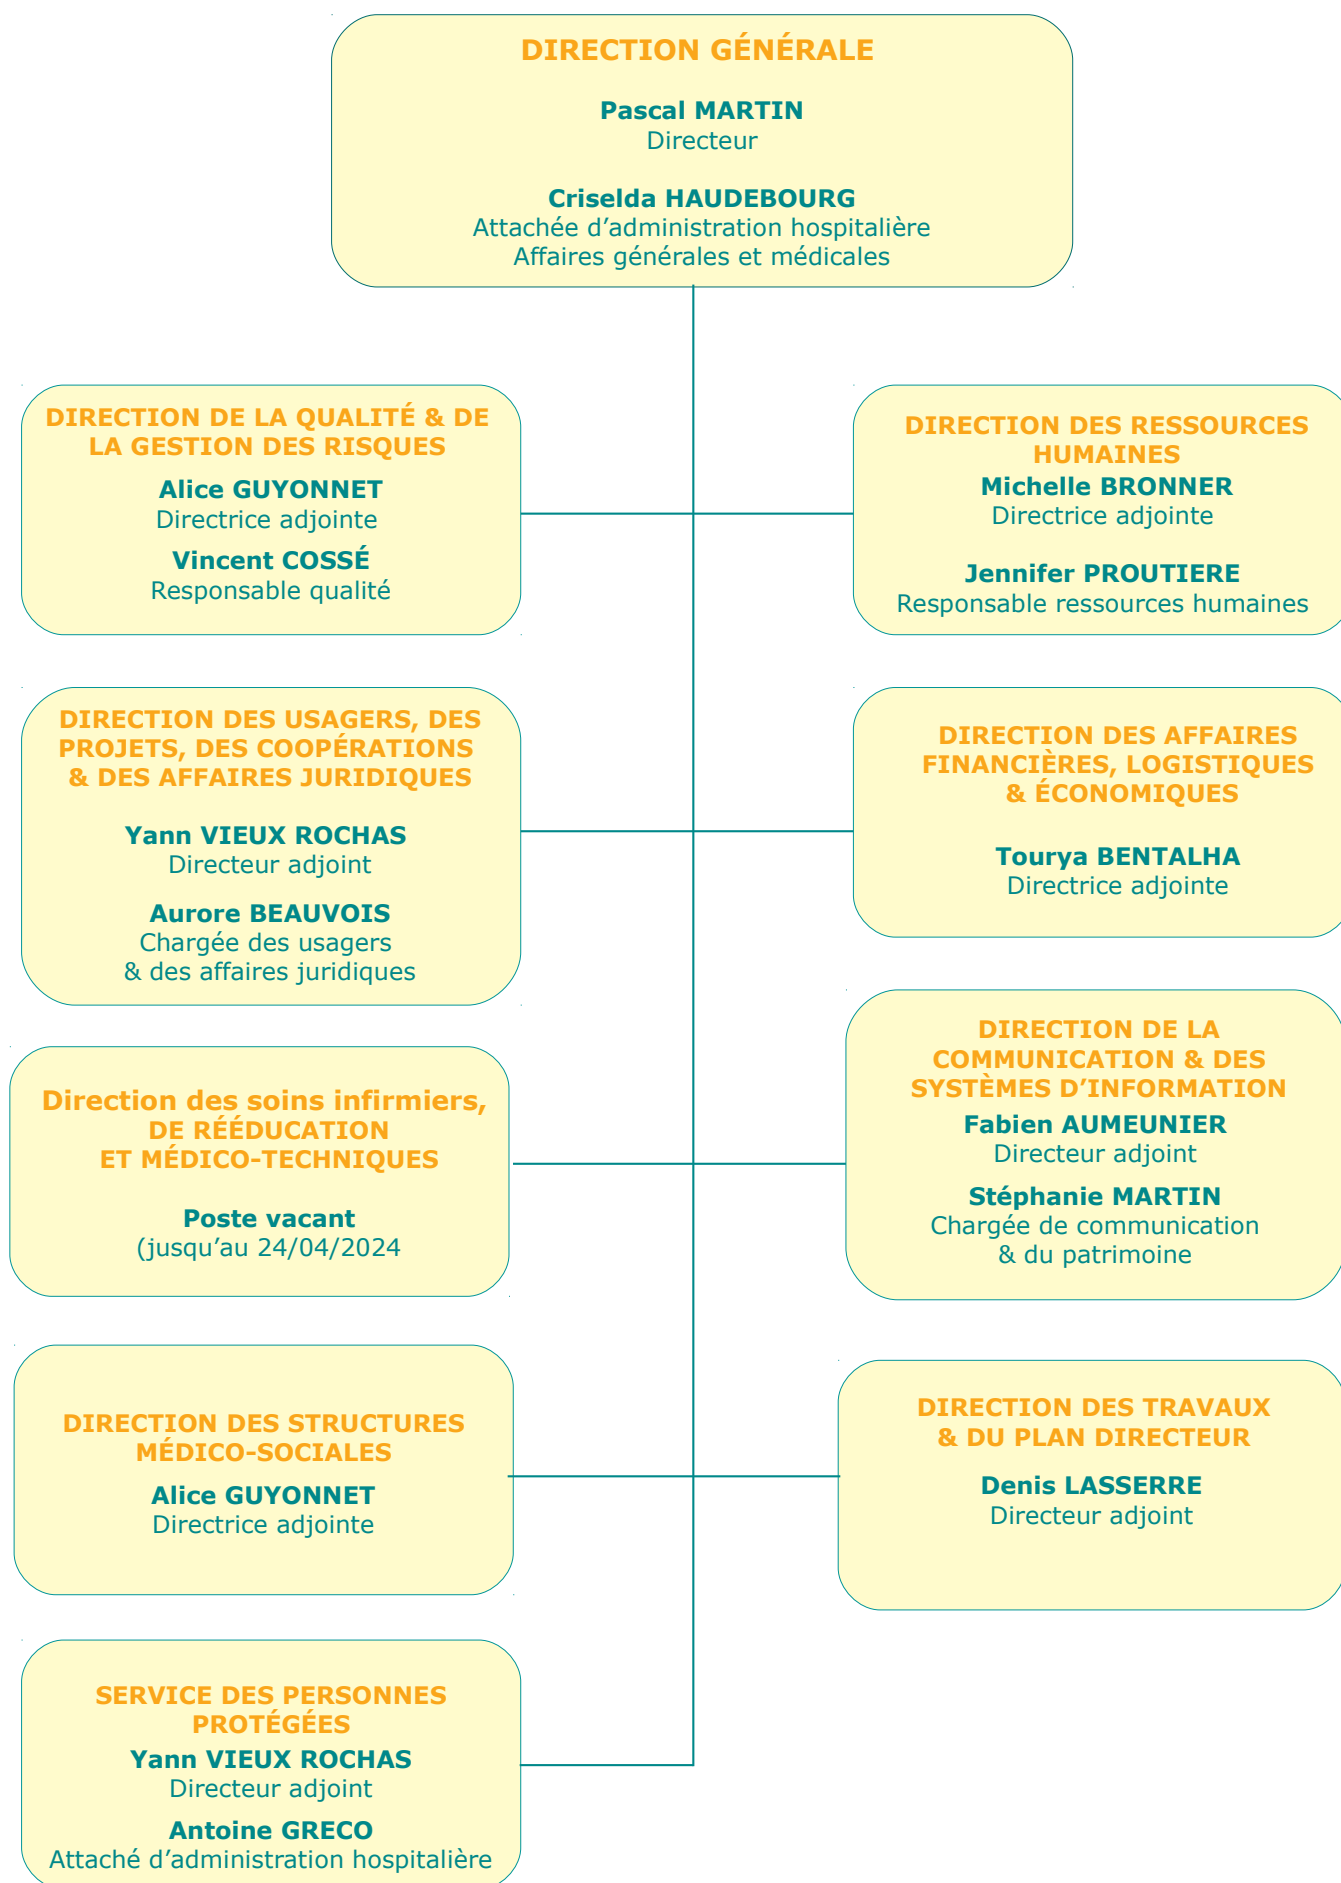 DIRECTION GÉNÉRALE
Pascal MARTIN
Directeur
Criselda HAUDEBOURG
Attachée d’administration hospitalière
Affaires générales et médicales
DIRECTION DE LA QUALITÉ & DE
LA GESTION DES RISQUES
Alice GUYONNET
Directrice adjointe
Vincent COSSÉ
Responsable qualité
DIRECTION DES RESSOURCES
HUMAINES
Michelle BRONNER
Directrice adjointe
Jennifer PROUTIERE
Responsable ressources humaines
DIRECTION DES USAGERS, DES
PROJETS, DES COOPÉRATIONS
& DES AFFAIRES JURIDIQUES
Yann VIEUX ROCHAS
Directeur adjoint
Aurore BEAUVOIS
Chargée des usagers
& des affaires juridiques
DIRECTION DES AFFAIRES
FINANCIÈRES, LOGISTIQUES
& ÉCONOMIQUES
Tourya BENTALHA
Directrice adjointe
Direction des soins infirmiers,
DE RÉÉDUCATION
ET MÉDICO-TECHNIQUES
Poste vacant
(jusqu’au 24/04/2024
DIRECTION DE LA
COMMUNICATION & DES
SYSTÈMES D’INFORMATION
Fabien AUMEUNIER
Directeur adjoint
Stéphanie MARTIN
Chargée de communication
& du patrimoine
DIRECTION DES STRUCTURES
MÉDICO-SOCIALES
Alice GUYONNET
Directrice adjointe
DIRECTION DES TRAVAUX
& DU PLAN DIRECTEUR
Denis LASSERRE
Directeur adjoint
SERVICE DES PERSONNES
PROTÉGÉES
Yann VIEUX ROCHAS
Directeur adjoint
Antoine GRECO
Attaché d’administration hospitalière